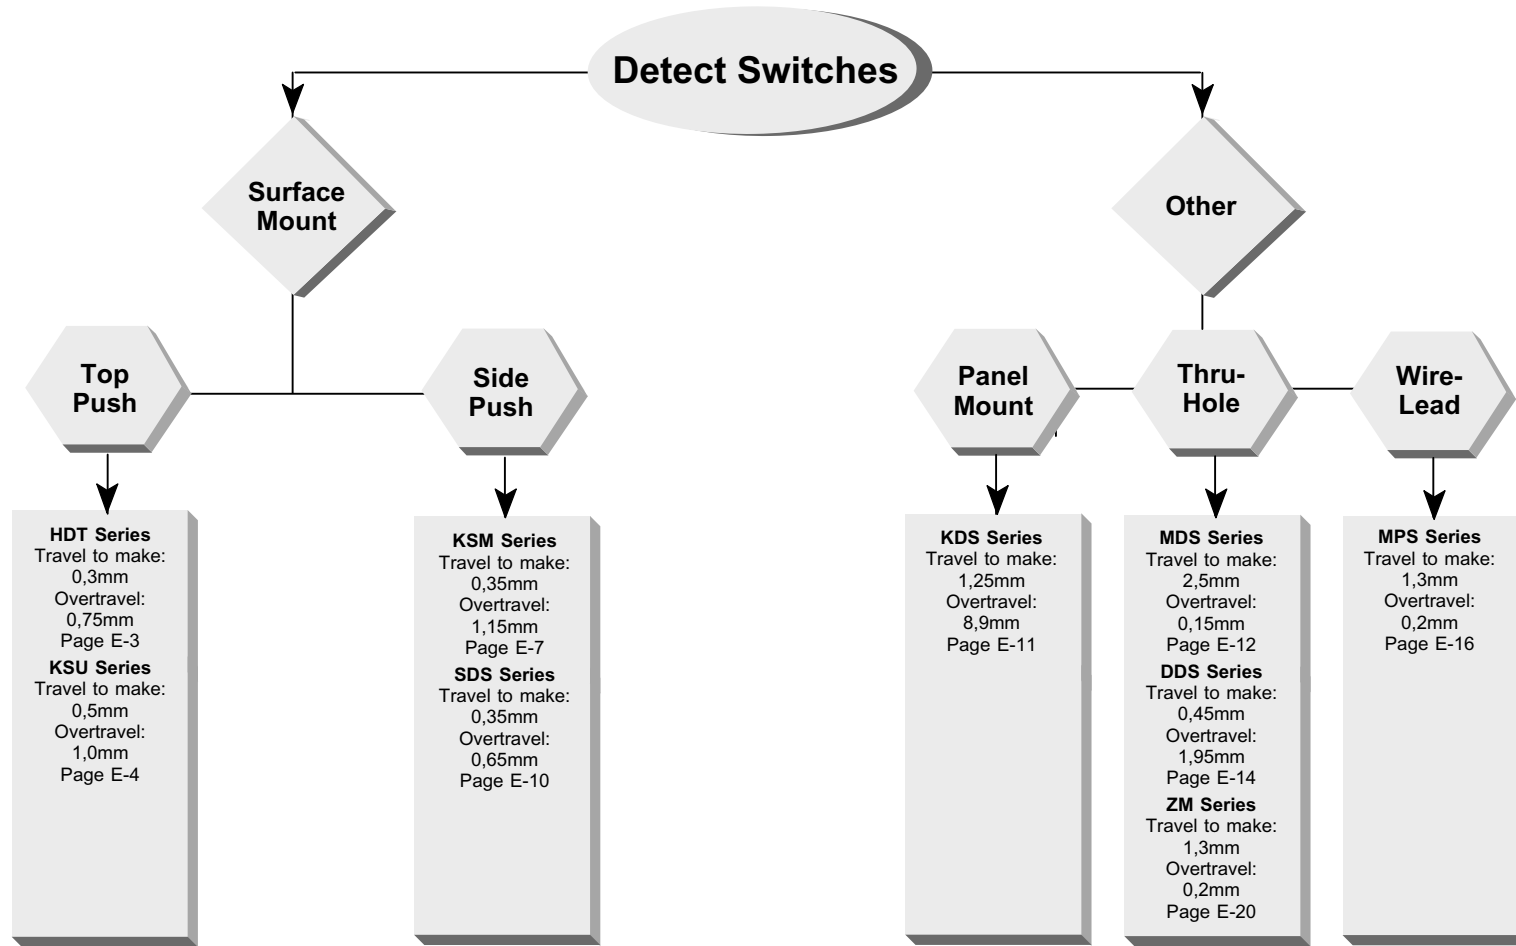 Detect Switches
Surface
Mount
Other
Top
Push
Side
Push
Panel
Mount
Thru-
Hole
Wire-
Lead
HDT Series
Travel to make:
0,3mm
Overtravel:
0,75mm
Page E-3
KSU Series
Travel to make:
0,5mm
Overtravel:
1,0mm
Page E-4
KSM Series
Travel to make:
0,35mm
Overtravel:
1,15mm
Page E-7
SDS Series
Travel to make:
0,35mm
Overtravel:
0,65mm
Page E-10
KDS Series
Travel to make:
1,25mm
Overtravel:
8,9mm
Page E-11
MDS Series
Travel to make:
2,5mm
Overtravel:
0,15mm
Page E-12
DDS Series
Travel to make:
0,45mm
Overtravel:
1,95mm
Page E-14
ZM Series
Travel to make:
1,3mm
Overtravel:
0,2mm
Page E-20
MPS Series
Travel to make:
1,3mm
Overtravel:
0,2mm
Page E-16